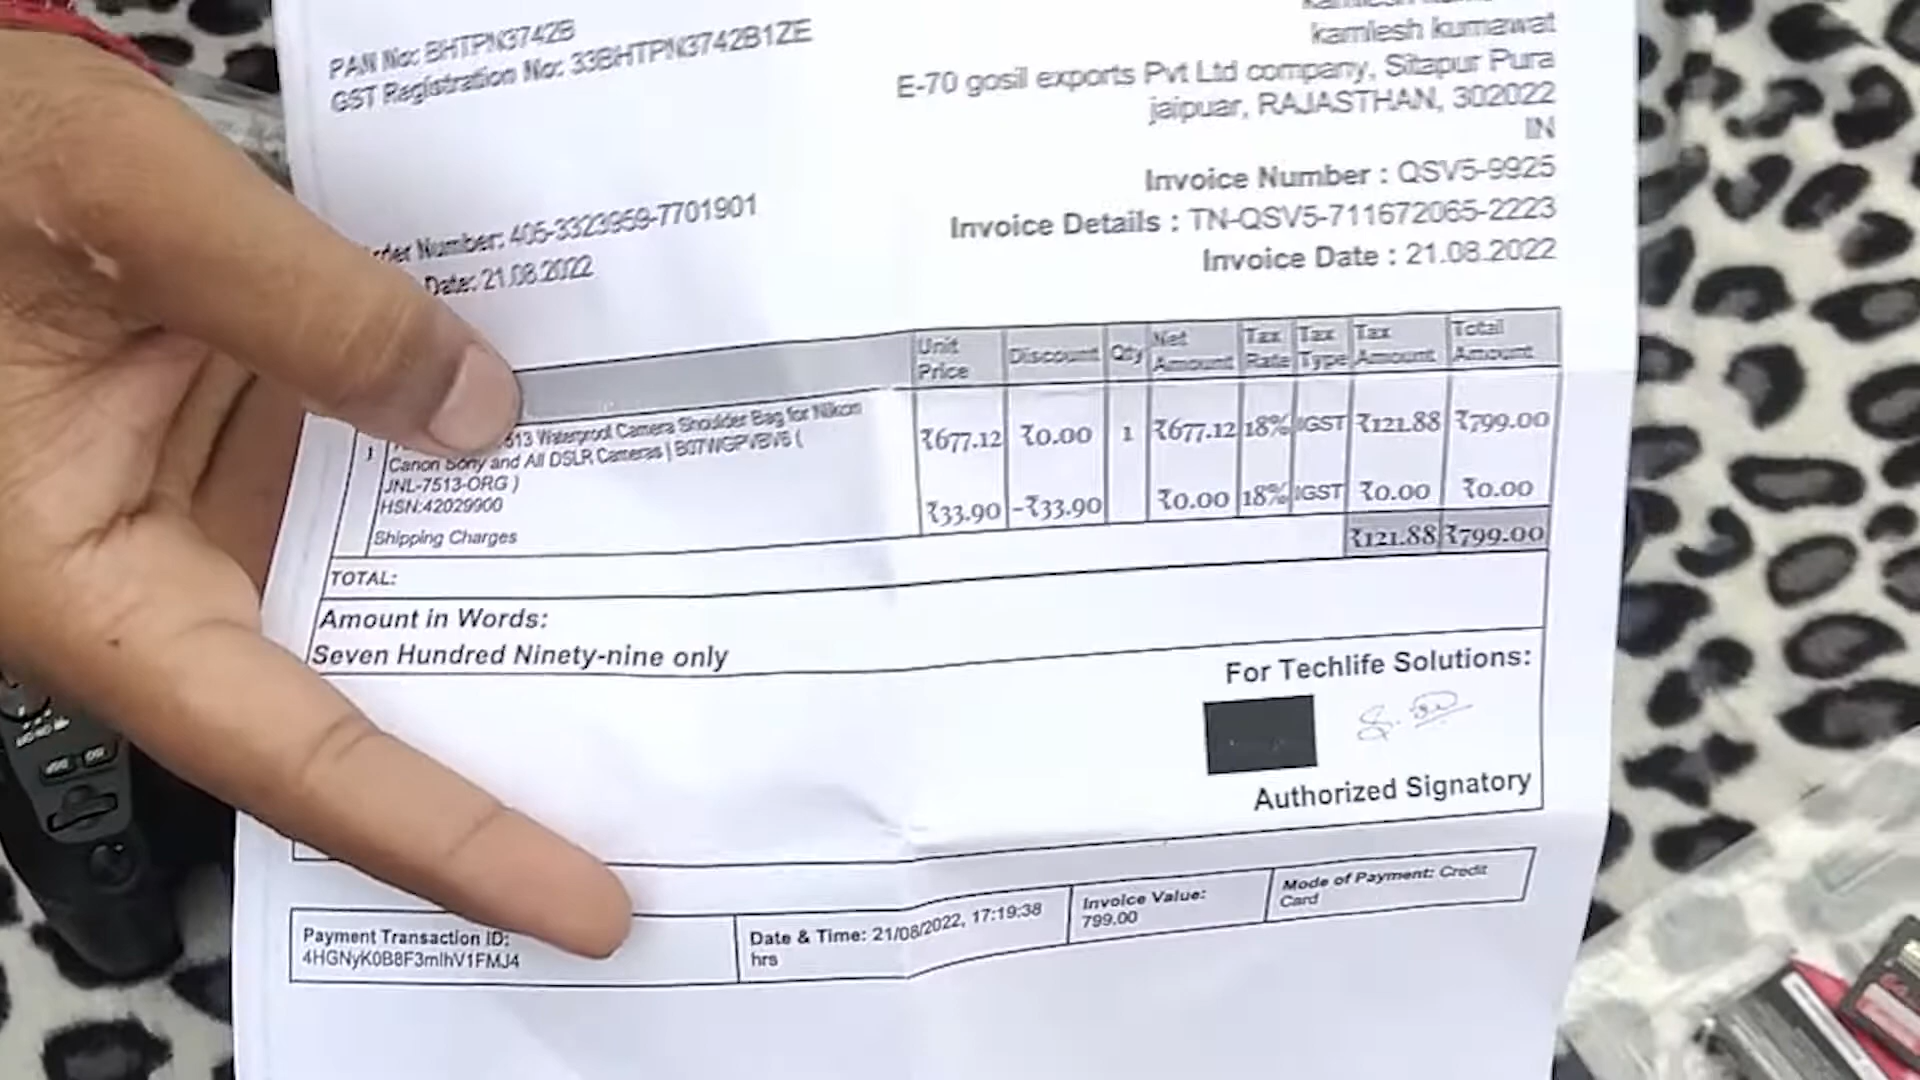 kamlesh kumawat
PAN No: BHTPN3742B
GST Registration No: 33BHTPN3742B1ZE
E-70 gosil exports Pvt Ltd company, Sitapur Pura
jaipuar, RAJASTHAN, 302022
IN
Invoice Number : QSV5-9925
Invoice Details : TN-QSV5-711672065-2223
Invoice Date : 21.08.2022
Number: 405-3323959-7701901
Date: 21.08.2022
Unit Price Discount Qty Net Amount Tax Rate Tax Type Tax Amount Total Amount
1 Waterproof Camera Shoulder Bag for Nikon
Canon Sony and All DSLR Cameras | B07WGPVBV6 (
JNL-7513-ORG )
HSN:42029900
₹677.12 ₹0.00 1 ₹677.12 18% IGST ₹121.88 ₹799.00
Shipping Charges ₹33.90 -₹33.90 ₹0.00 18% IGST ₹0.00 ₹0.00
TOTAL: ₹121.88 ₹799.00
Amount in Words:
Seven Hundred Ninety-nine only
For Techlife Solutions:
Authorized Signatory
Payment Transaction ID:
4HGNyK0B8F3mlhV1FMJ4
Date & Time: 21/08/2022, 17:19:38
hrs
Invoice Value:
799.00
Mode of Payment: Credit
Card